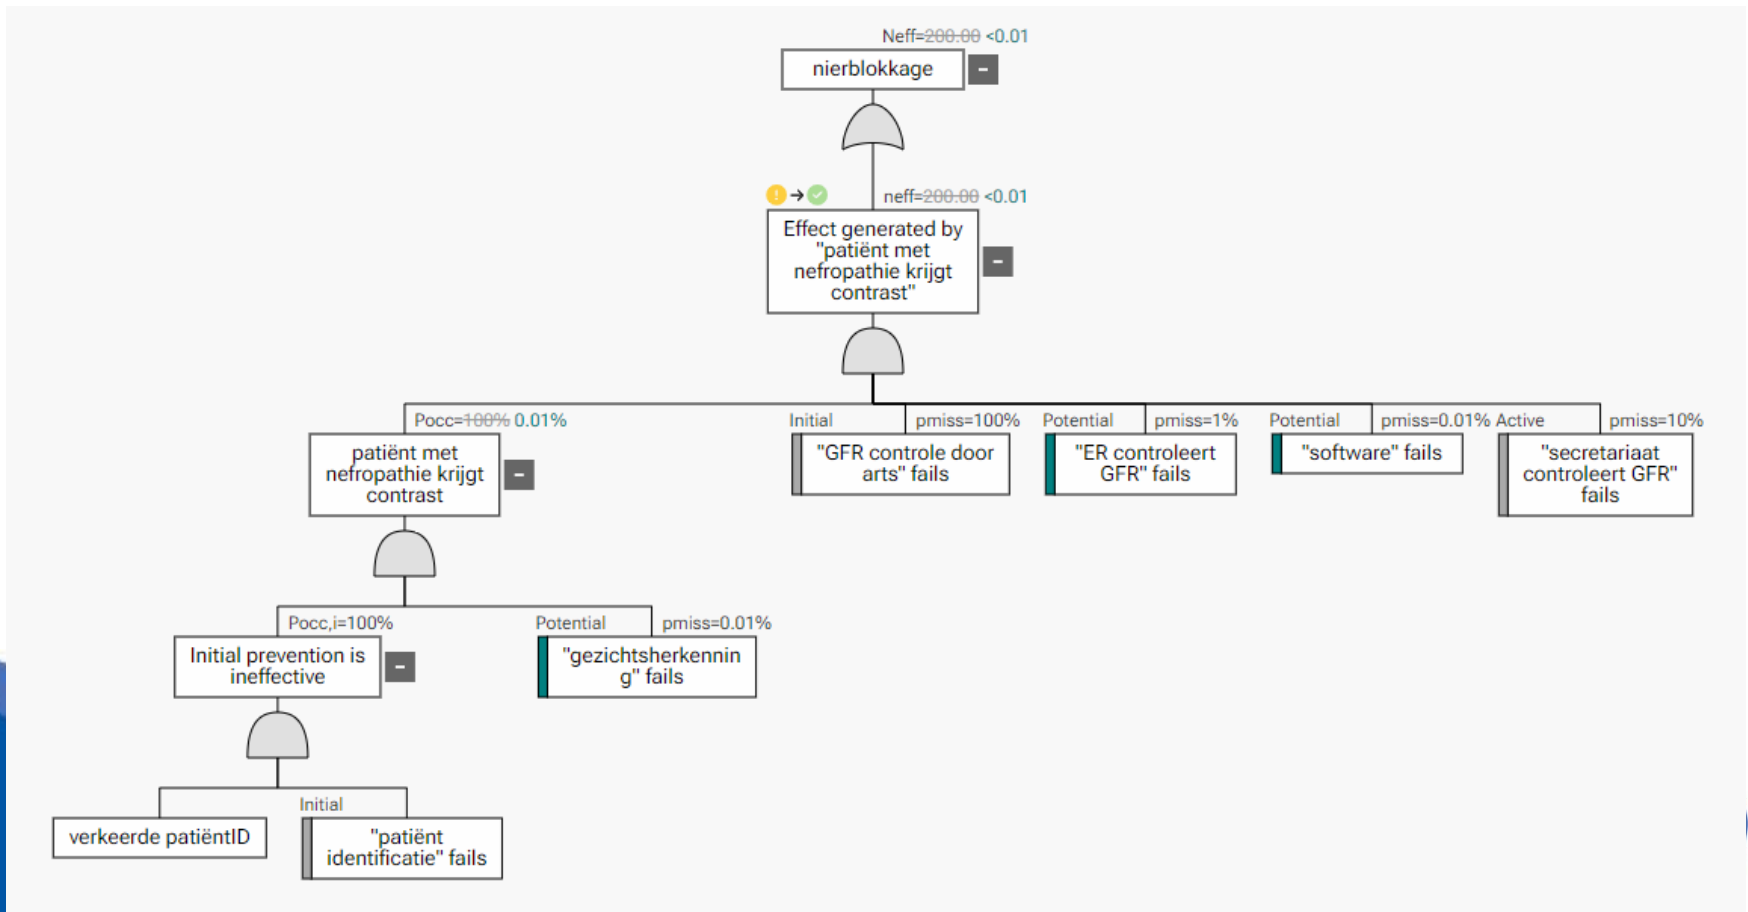 Neff=200.00 <0.01
nierblokkage
-
! → ✓
neff=200.00 <0.01
Effect generated by
"patiënt met
nefropathie krijgt
contrast"
-
Pocc=100% 0.01%
patiënt met
nefropathie krijgt
contrast
-
Initial pmiss=100%
"GFR controle door
arts" fails
Potential pmiss=1%
"ER controleert
GFR" fails
Potential pmiss=0.01%
"software" fails
Active pmiss=10%
"secretariaat
controleert GFR"
fails
Pocc,i=100%
Initial prevention is
ineffective
-
Potential pmiss=0.01%
"gezichtsherkennin
g" fails
verkeerde patiëntID
Initial
"patiënt
identificatie" fails